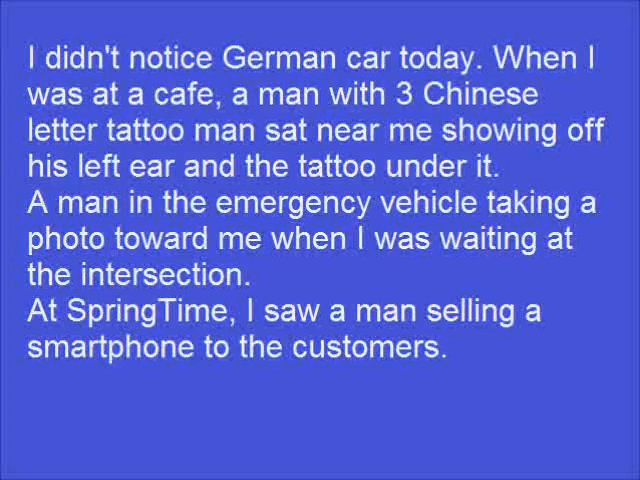 I didn't notice German car today. When I
was at a cafe, a man with 3 Chinese
letter tattoo man sat near me showing off
his left ear and the tattoo under it.
A man in the emergency vehicle taking a
photo toward me when I was waiting at
the intersection.
At SpringTime, I saw a man selling a
smartphone to the customers.